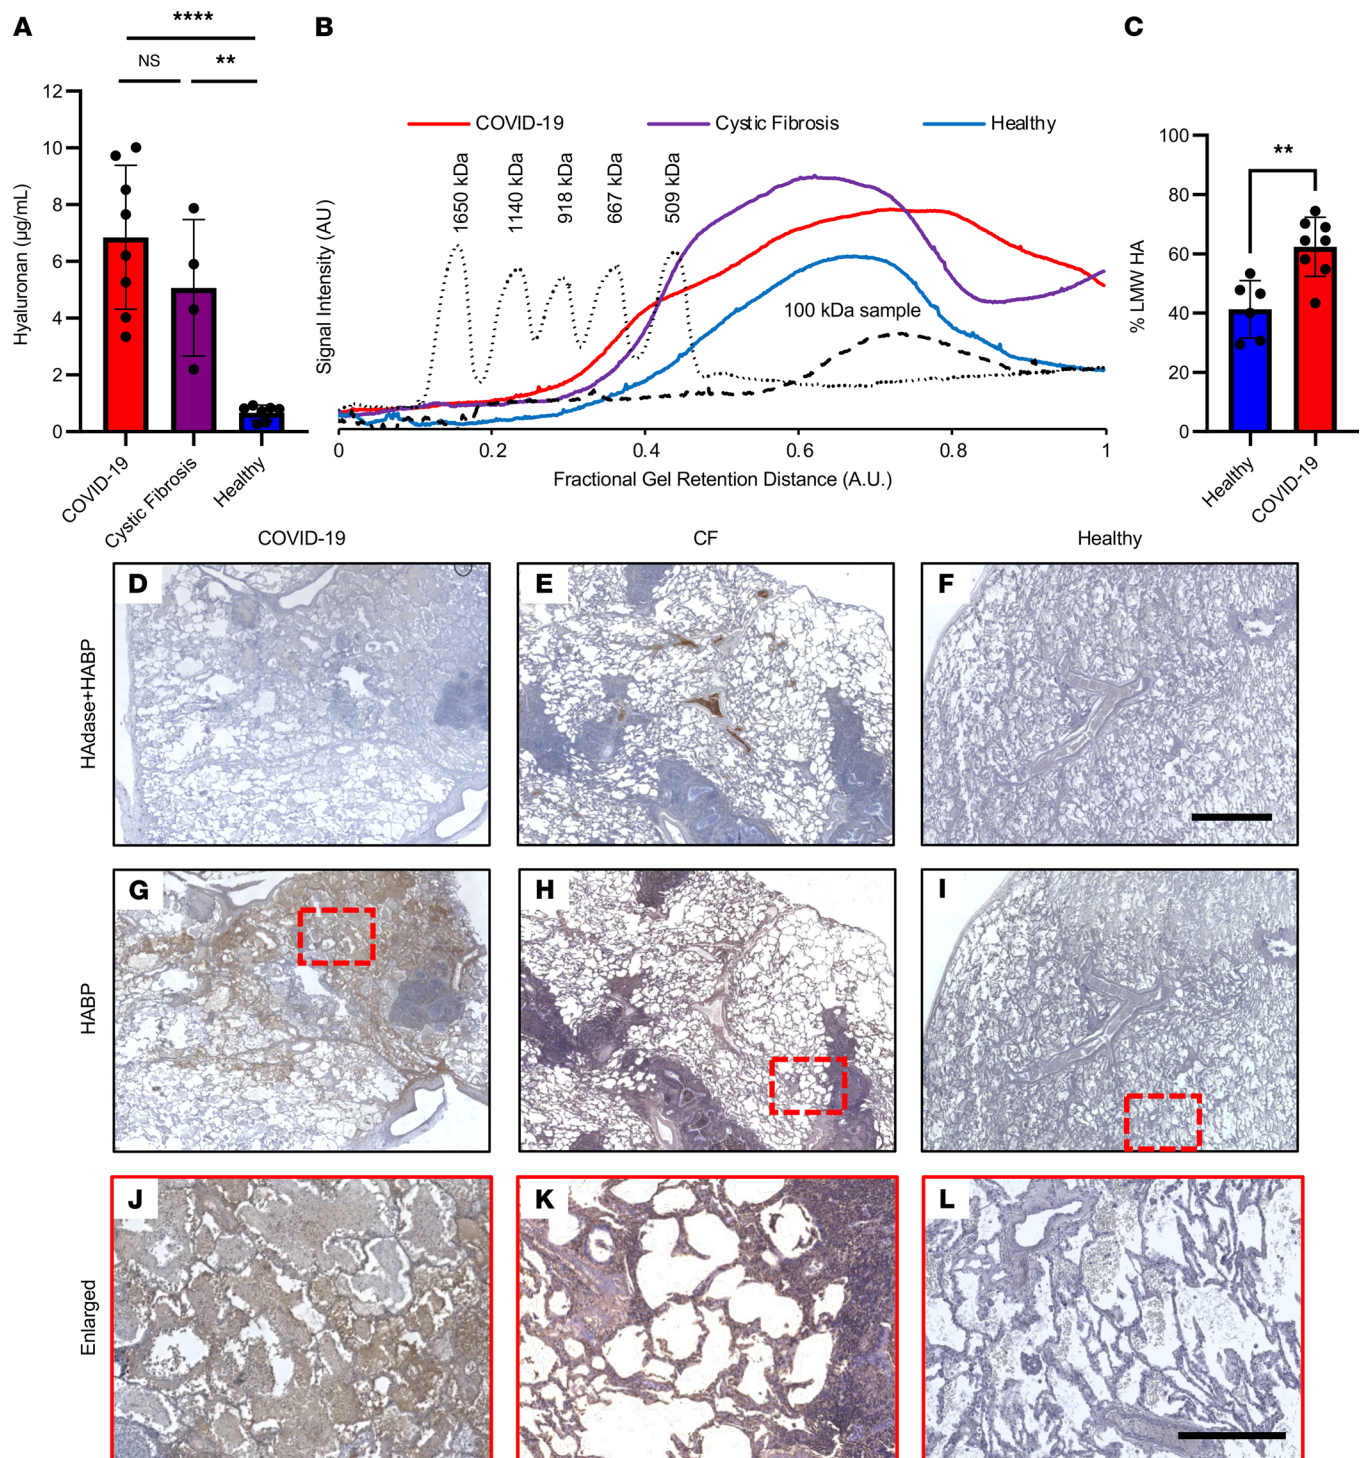 A
B
C
****
NS
**
12
10
8
6
4
2
0
Hyaluronan (µg/mL)
COVID-19
Cystic Fibrosis
Healthy
COVID-19
Cystic Fibrosis
Healthy
1650 kDa
1140 kDa
918 kDa
667 kDa
509 kDa
100 kDa sample
Signal Intensity (AU)
0
0.2
0.4
0.6
0.8
1
Fractional Gel Retention Distance (A.U.)
**
100
80
60
40
20
0
% LMW HA
Healthy
COVID-19
COVID-19
CF
Healthy
HAdase+HABP
D
E
F
HABP
G
H
I
Enlarged
J
K
L